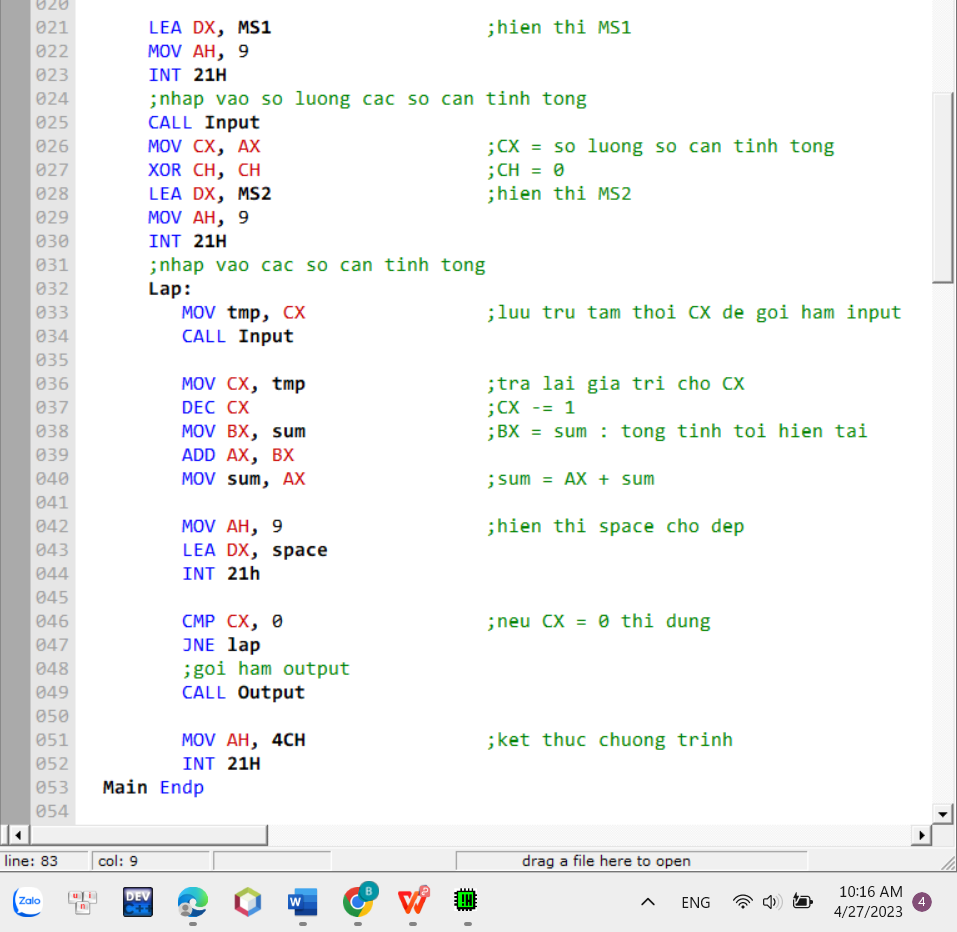 020
021 LEA DX, MS1 ;hien thi MS1
022 MOV AH, 9
023 INT 21H
024 ;nhap vao so luong cac so can tinh tong
025 CALL Input
026 MOV CX, AX ;CX = so luong so can tinh tong
027 XOR CH, CH ;CH = 0
028 LEA DX, MS2 ;hien thi MS2
029 MOV AH, 9
030 INT 21H
031 ;nhap vao cac so can tinh tong
032 Lap:
033 MOV tmp, CX ;luu tru tam thoi CX de goi ham input
034 CALL Input
035
036 MOV CX, tmp ;tra lai gia tri cho CX
037 DEC CX ;CX -= 1
038 MOV BX, sum ;BX = sum : tong tinh toi hien tai
039 ADD AX, BX
040 MOV sum, AX ;sum = AX + sum
041
042 MOV AH, 9 ;hien thi space cho dep
043 LEA DX, space
044 INT 21h
045
046 CMP CX, 0 ;neu CX = 0 thi dung
047 JNE lap
048 ;goi ham output
049 CALL Output
050
051 MOV AH, 4CH ;ket thuc chuong trinh
052 INT 21H
053 Main Endp
054
line: 83 col: 9 drag a file here to open
Zalo DEV C++ W B ENG 10:16 AM 4
4/27/2023